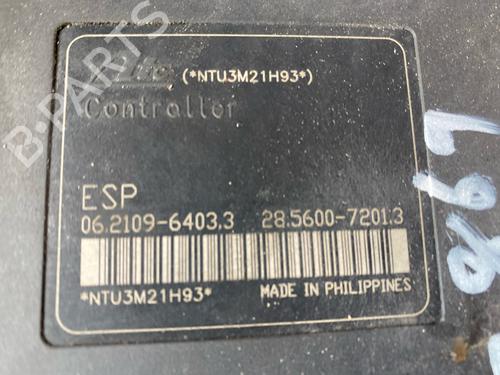 (*NTU3M21H93*)
Controller
ESP
06.2109-6403.3 28.5600-7201.3
*NTU3M21H93* MADE IN PHILIPPINES
B-PARTS